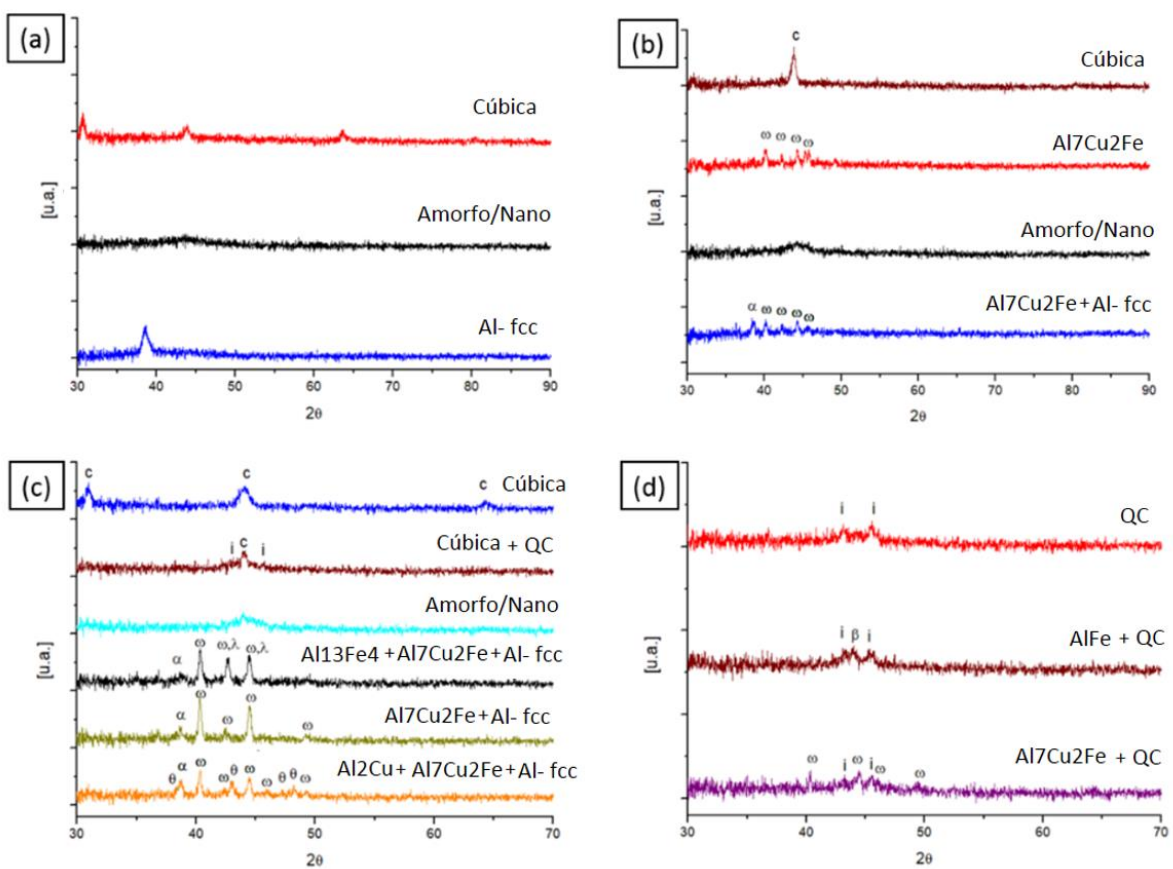 (a)
Cúbica
Amorfo/Nano
Al- fcc
[u.a.]
30 40 50 60 70 80 90
2θ
(b)
c
Cúbica
Al7Cu2Fe
ω ω ω ω
Amorfo/Nano
Al7Cu2Fe+Al- fcc
α ω ω ω ω
[u.a.]
30 40 50 60 70 80 90
2θ
(c)
c c c
Cúbica
Cúbica + QC
i c i
Amorfo/Nano
Al13Fe4 +Al7Cu2Fe+Al- fcc
α ω ω,λ ω,λ
Al7Cu2Fe+Al- fcc
α ω ω ω ω
Al2Cu+ Al7Cu2Fe+Al- fcc
θ α ω ω θ ω ω θ θ ω
[u.a.]
30 40 50 60 70
2θ
(d)
i i
QC
AlFe + QC
i β i
Al7Cu2Fe + QC
ω i ω i ω ω
[u.a.]
30 40 50 60 70
2θ